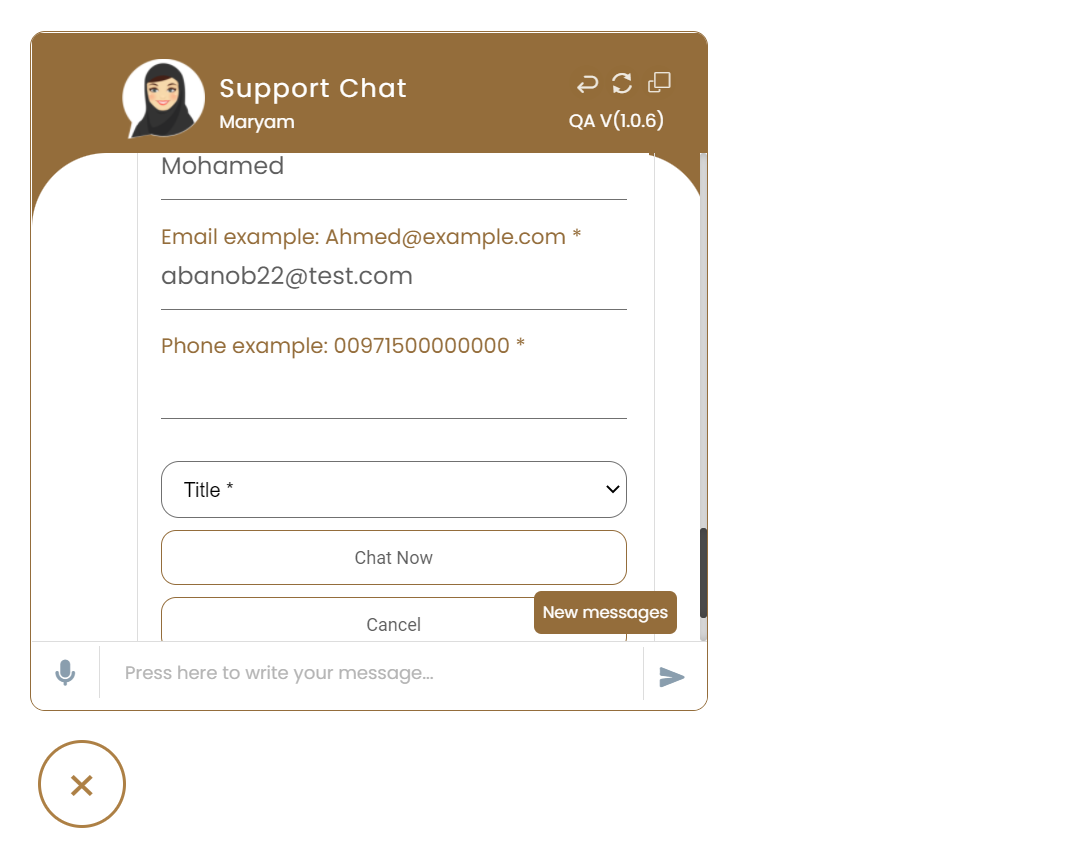 Support Chat
Maryam
QA V(1.0.6)
Mohamed
Email example: Ahmed@example.com *
abanob22@test.com
Phone example: 00971500000000 *
Title *
Chat Now
Cancel
New messages
Press here to write your message...